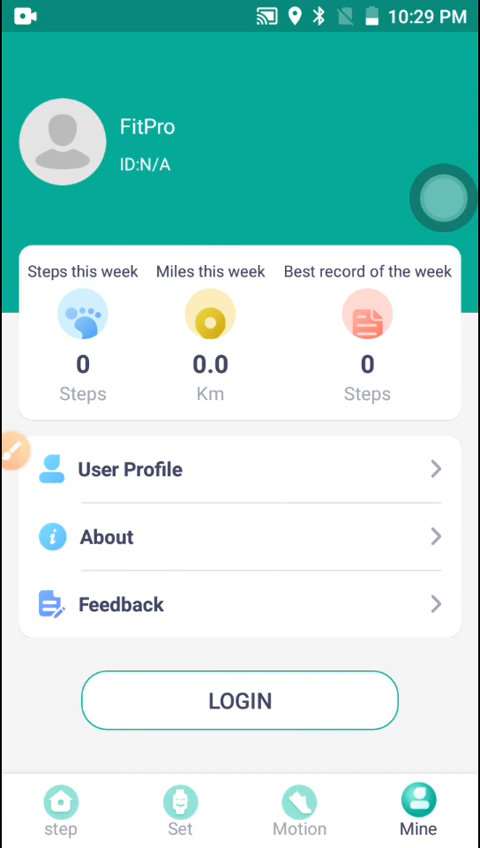 10:29 PM
FitPro
ID:N/A
Steps this week Miles this week Best record of the week
0 0.0 0
Steps Km Steps
User Profile
About
Feedback
LOGIN
step Set Motion Mine